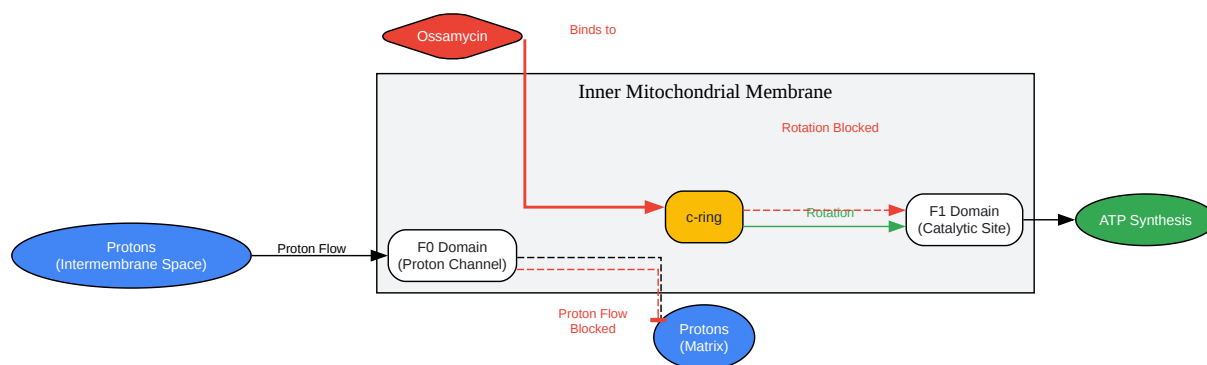 Ossamycin
Binds to
Inner Mitochondrial Membrane
Rotation Blocked
c-ring
Rotation
F1 Domain
(Catalytic Site)
ATP Synthesis
Protons
(Intermembrane Space)
Proton Flow
F0 Domain
(Proton Channel)
Proton Flow
Blocked
Protons
(Matrix)